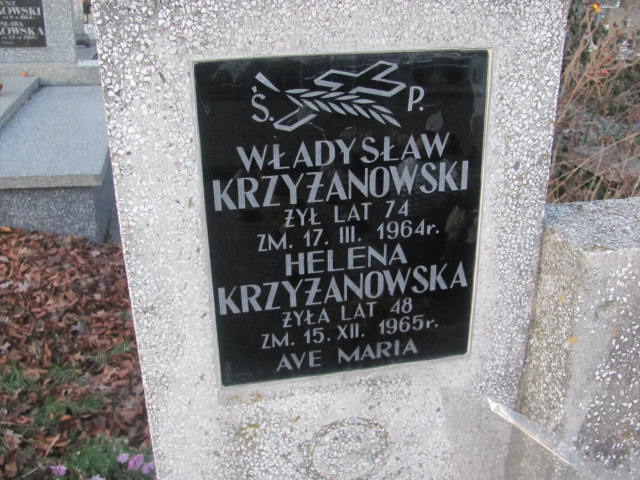 Ś. P.
WŁADYSŁAW
KRZYŻANOWSKI
ŻYŁ LAT 74
ZM. 17. III. 1964r.
HELENA
KRZYŻANOWSKA
ŻYŁA LAT 48
ZM. 15. XII. 1965r.
AVE MARIA